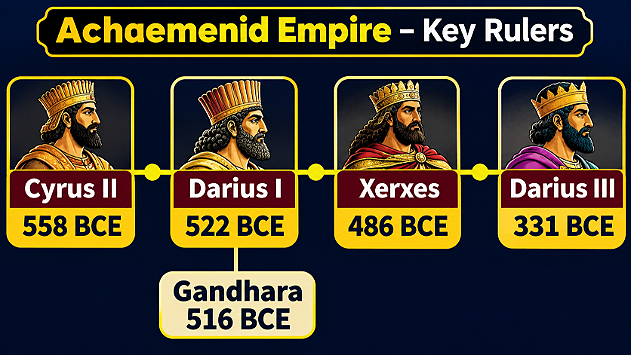 Achaemenid Empire – Key Rulers
Cyrus II
558 BCE
Darius I
522 BCE
Xerxes
486 BCE
Darius III
331 BCE
Gandhara
516 BCE